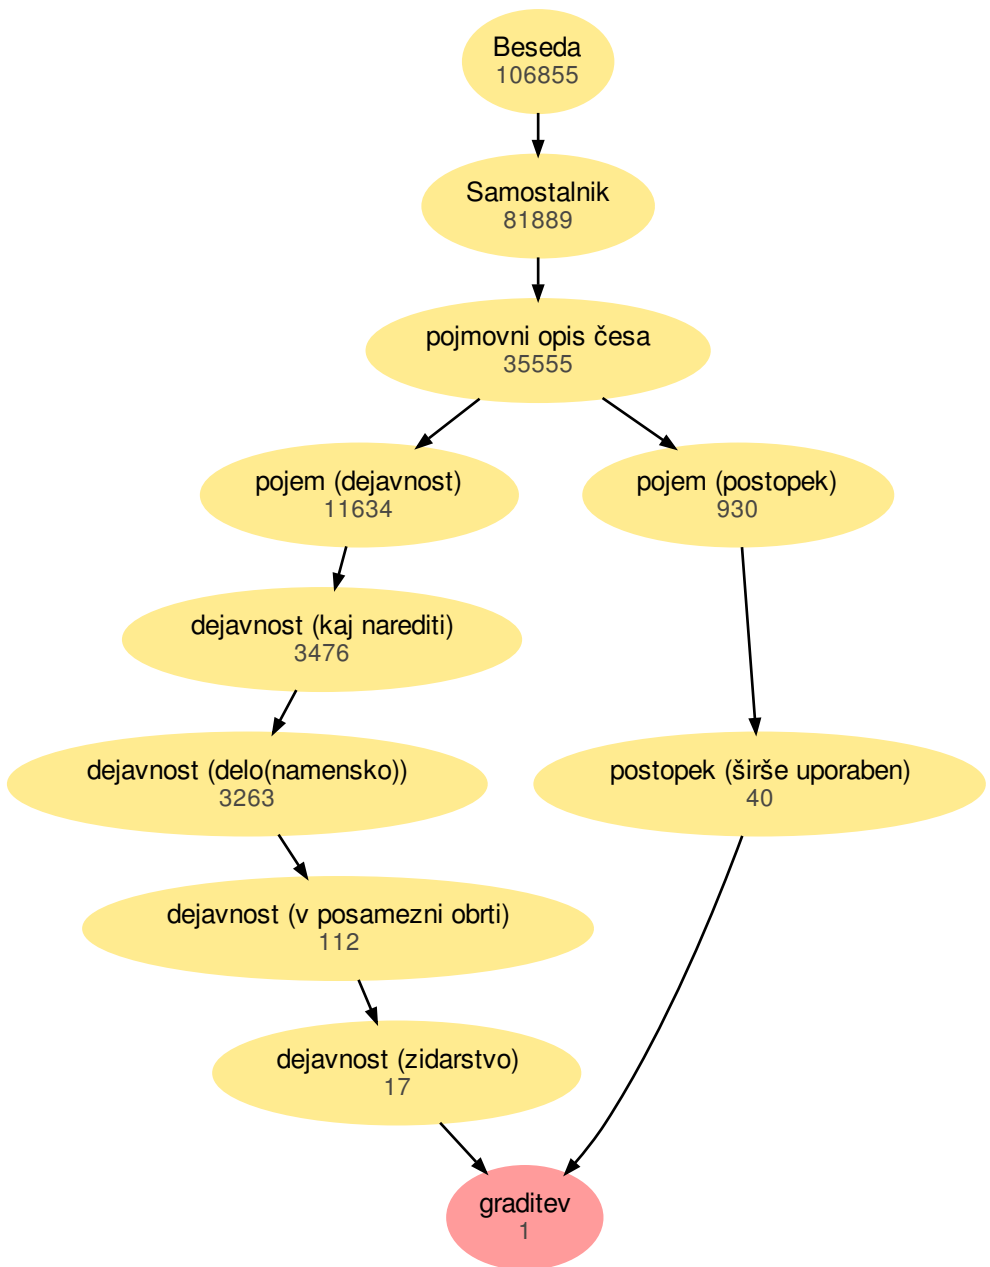 Beseda
106855
Samostalnik
81889
pojmovni opis česa
35555
pojem (dejavnost)
11634
pojem (postopek)
930
dejavnost (kaj narediti)
3476
dejavnost (delo(namensko))
3263
postopek (širše uporaben)
40
dejavnost (v posamezni obrti)
112
dejavnost (zidarstvo)
17
graditev
1